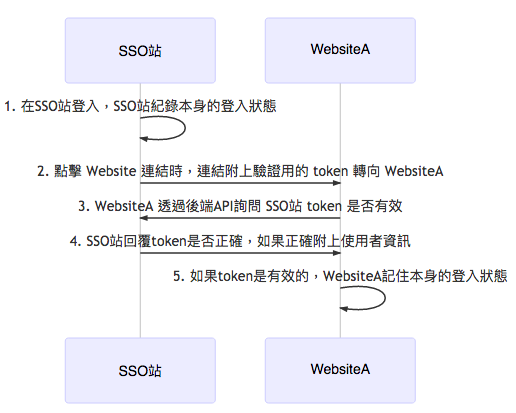 SSO站
WebsiteA
1. 在SSO站登入，SSO站紀錄本身的登入狀態
2. 點擊 Website 連結時，連結附上驗證用的 token 轉向 WebsiteA
3. WebsiteA 透過後端API詢問 SSO站 token 是否有效
4. SSO站回覆token是否正確，如果正確附上使用者資訊
5. 如果token是有效的，WebsiteA記住本身的登入狀態
SSO站
WebsiteA